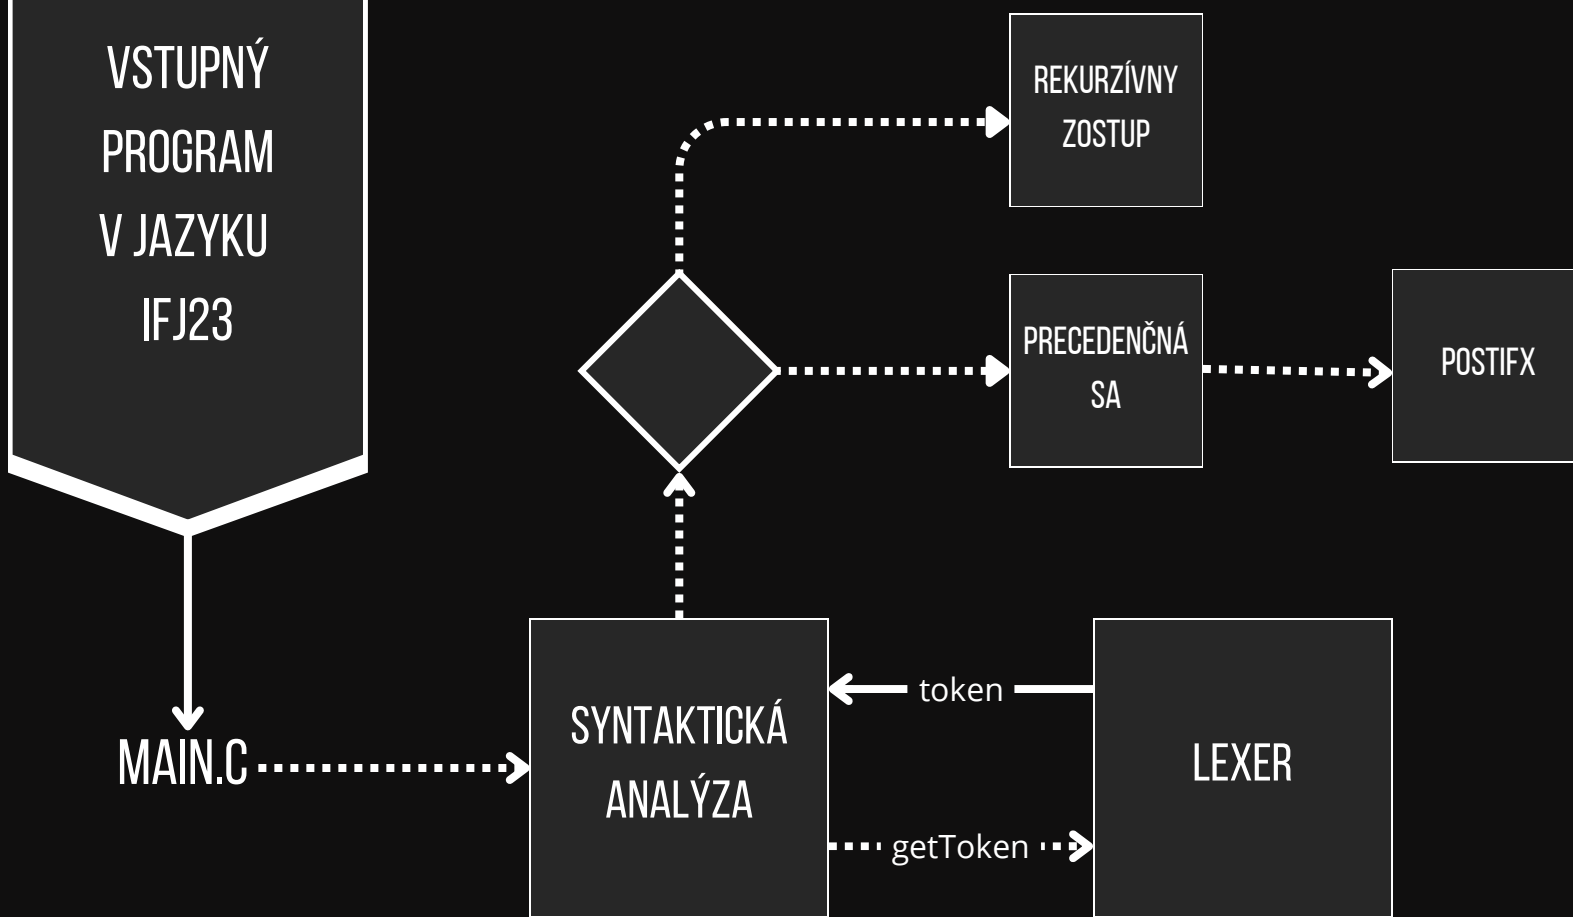 VSTUPNÝ
PROGRAM
V JAZYKU
IFJ23
REKURZÍVNY
ZOSTUP
PRECEDENČNÁ
SA
POSTIFX
MAIN.C
SYNTAKTICKÁ
ANALÝZA
token
getToken
LEXER